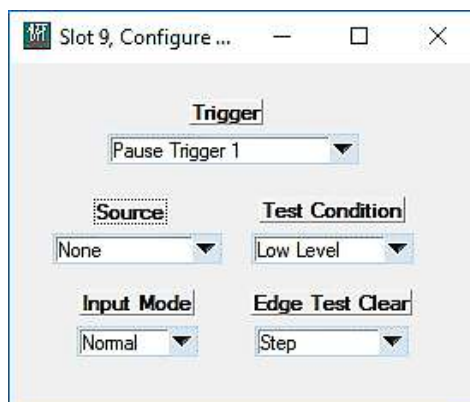 Slot 9, Configure ...
Trigger
Pause Trigger 1
Source
Test Condition
None
Low Level
Input Mode
Edge Test Clear
Normal
Step